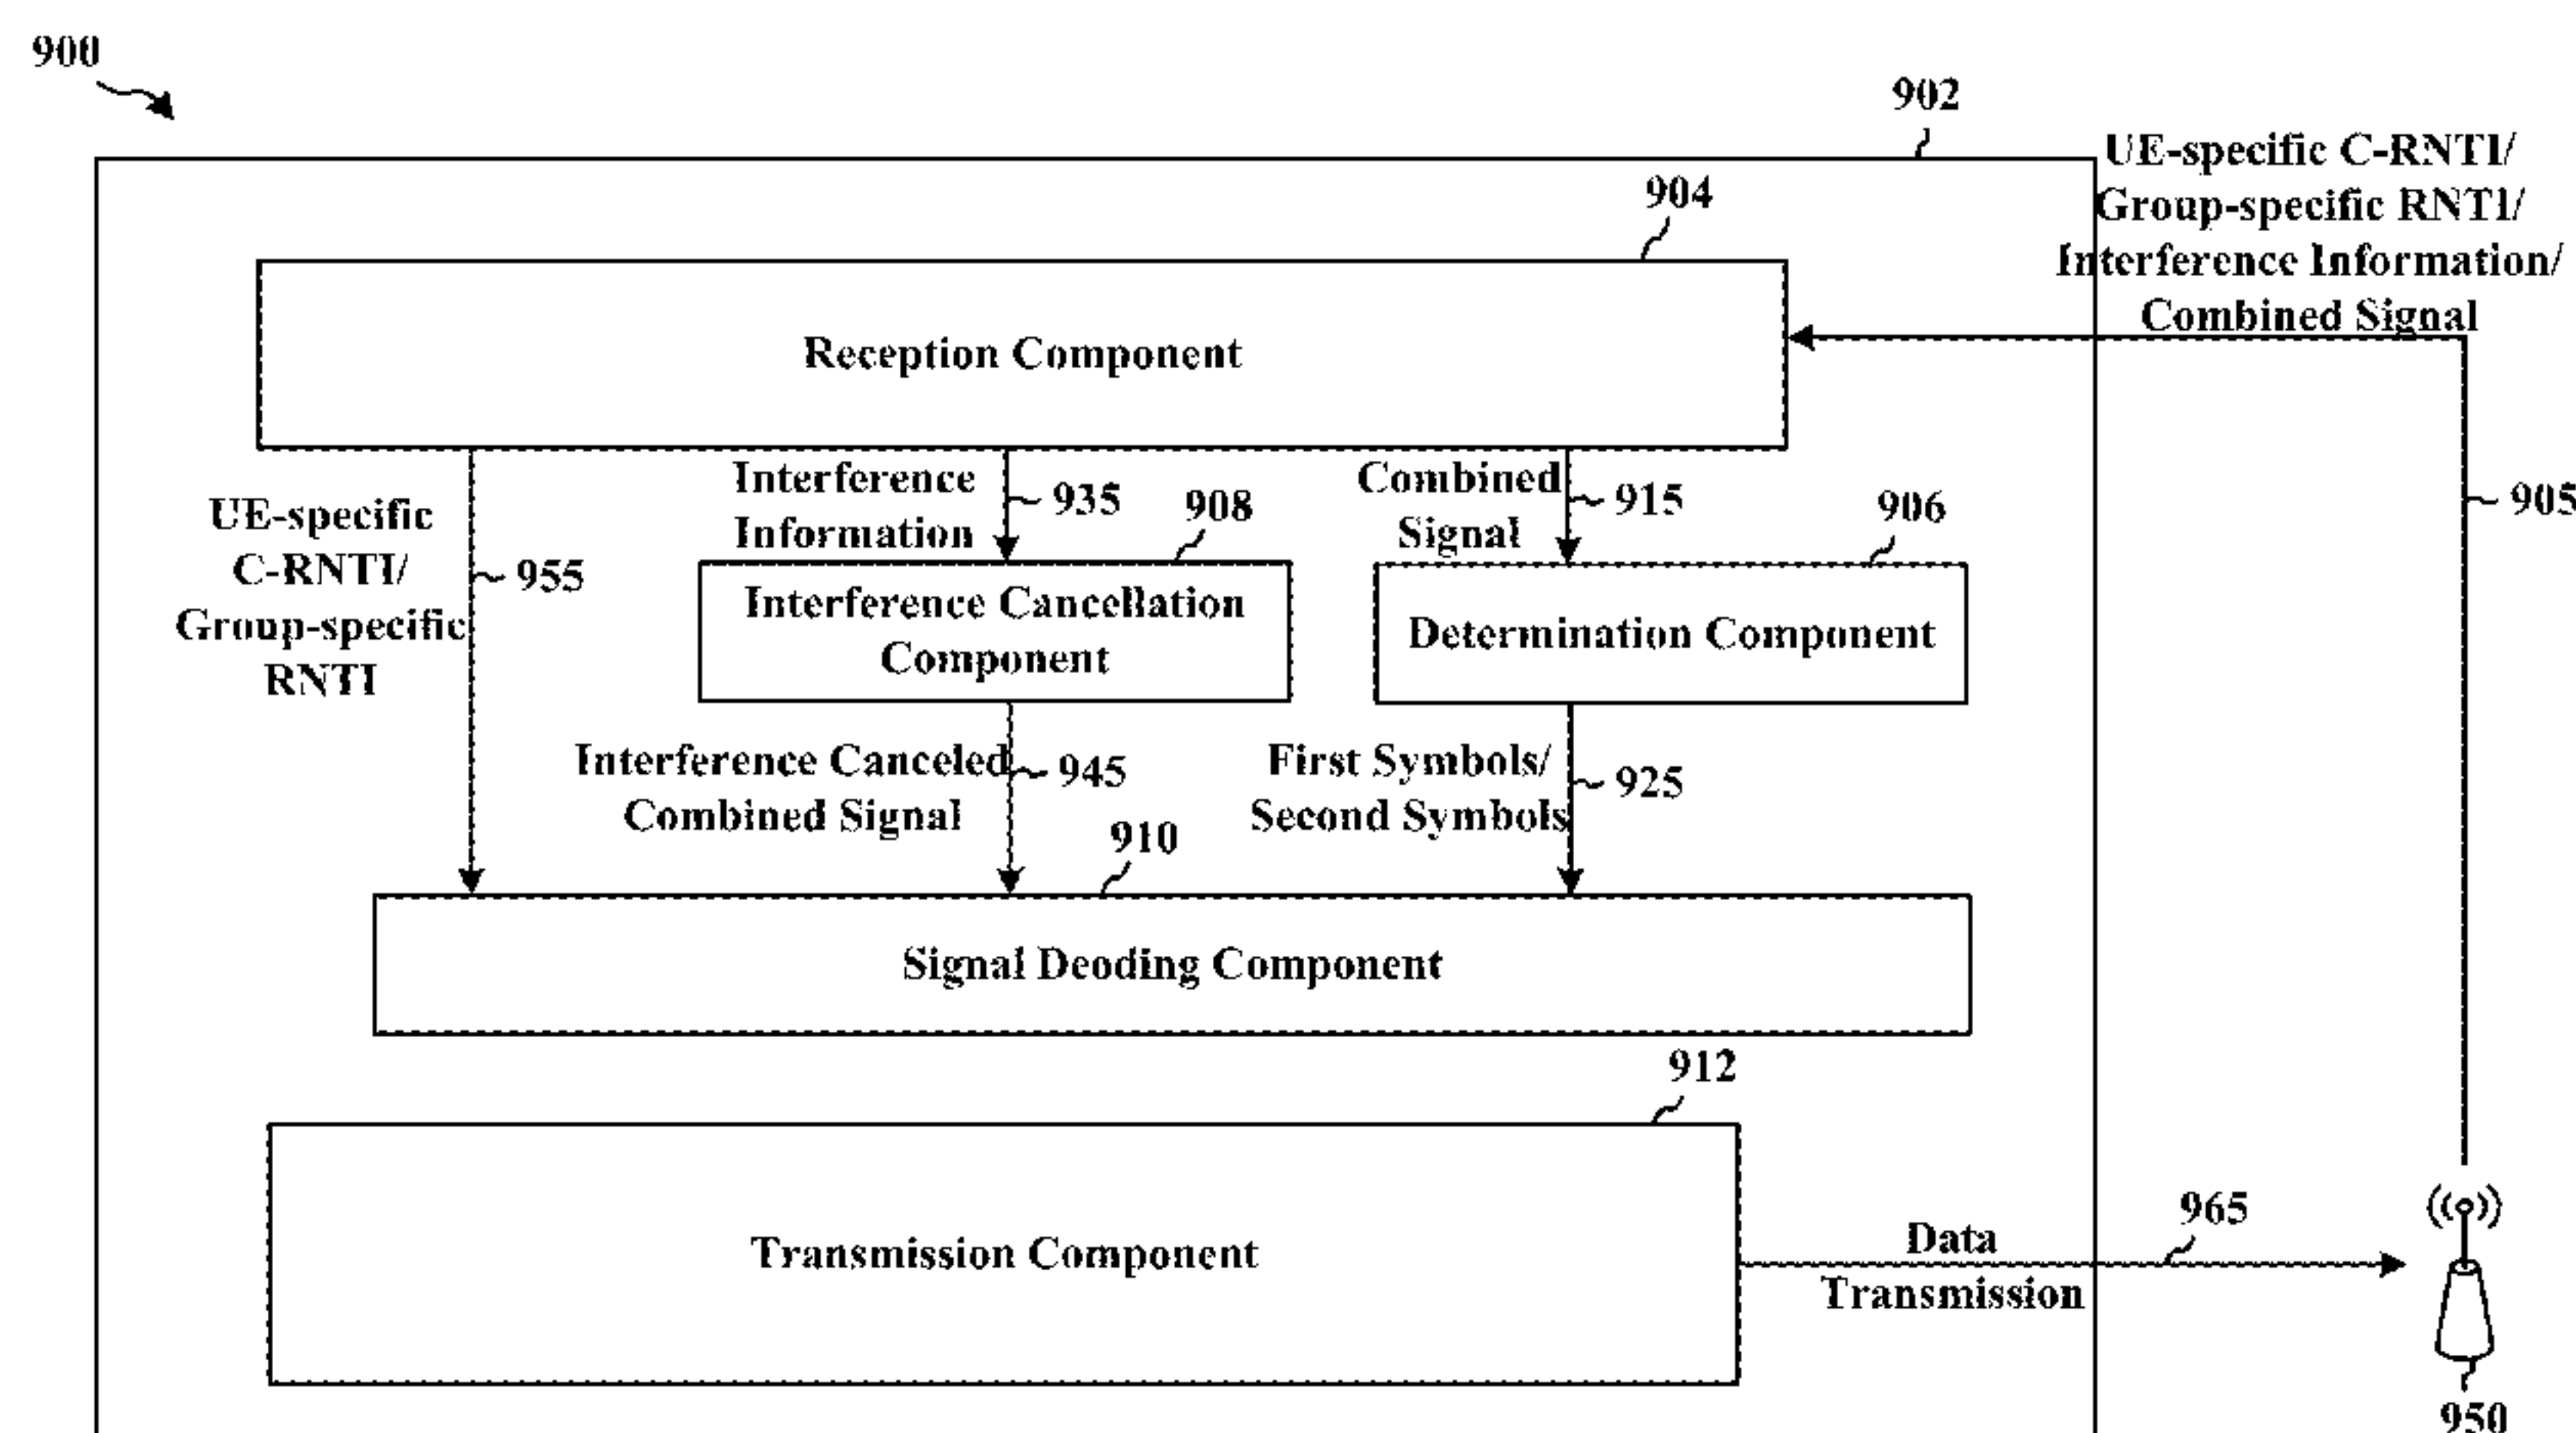 900
902
UE-specific C-RNTI/
Group-specific RNTI/
Interference Information/
Combined Signal
904
Reception Component
905
UE-specific
C-RNTI/
Group-specific
RNTI
955
Interference
Information
935
908
Combined
Signal
915
906
Interference Cancellation
Component
Determination Component
Interference Canceled
Combined Signal
945
First Symbols/
Second Symbols
925
910
Signal Deoding Component
912
Transmission Component
Data
Transmission
965
950